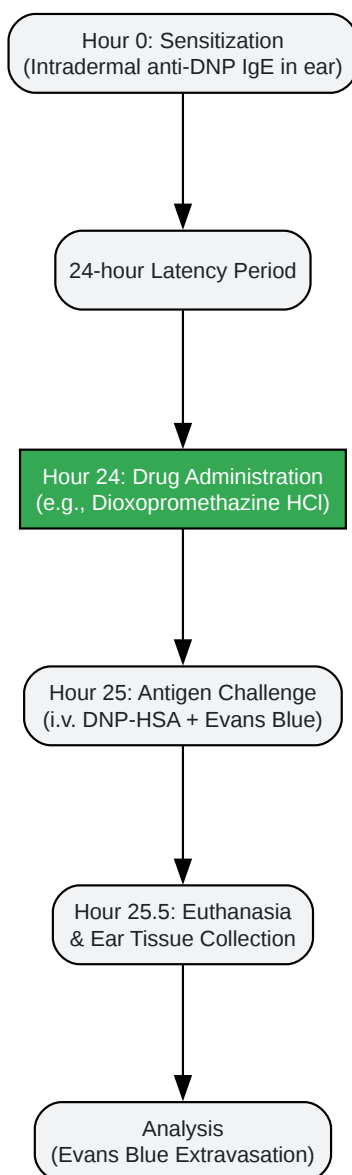 Hour 0: Sensitization
(Intradermal anti-DNP IgE in ear)
24-hour Latency Period
Hour 24: Drug Administration
(e.g., Dioxopromethazine HCl)
Hour 25: Antigen Challenge
(i.v. DNP-HSA + Evans Blue)
Hour 25.5: Euthanasia
& Ear Tissue Collection
Analysis
(Evans Blue Extravasation)